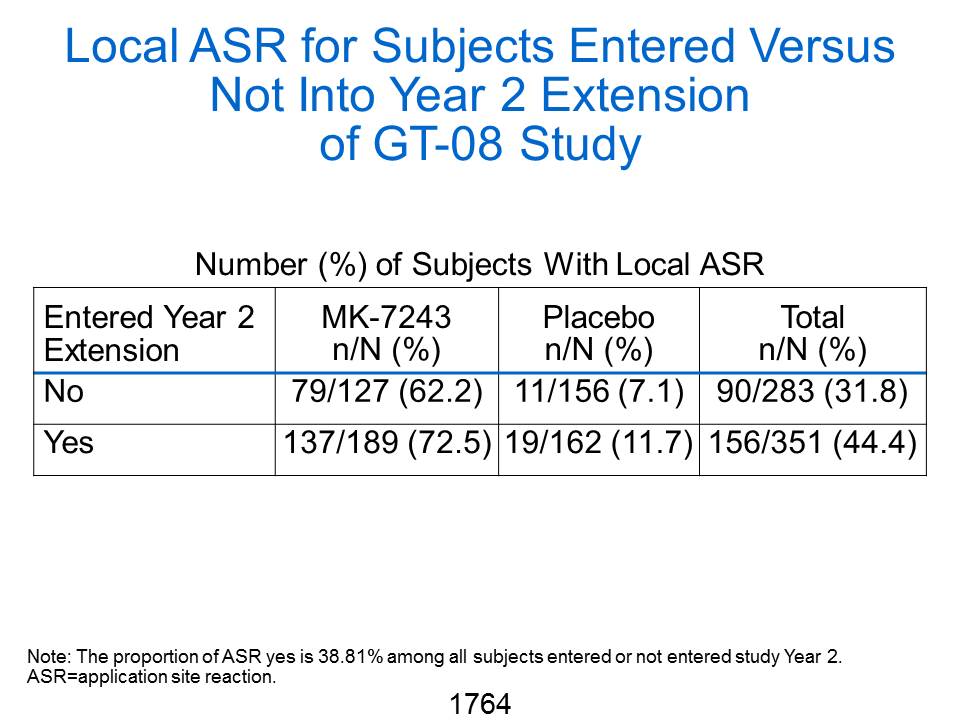 Local ASR for Subjects Entered Versus
Not Into Year 2 Extension
of GT-08 Study
Number (%) of Subjects With Local ASR
Entered Year 2
Extension
MK-7243
n/N (%)
Placebo
n/N (%)
Total
n/N (%)
No 79/127 (62.2) 11/156 (7.1) 90/283 (31.8)
Yes 137/189 (72.5) 19/162 (11.7) 156/351 (44.4)
Note: The proportion of ASR yes is 38.81% among all subjects entered or not entered study Year 2.
ASR=application site reaction.
1764